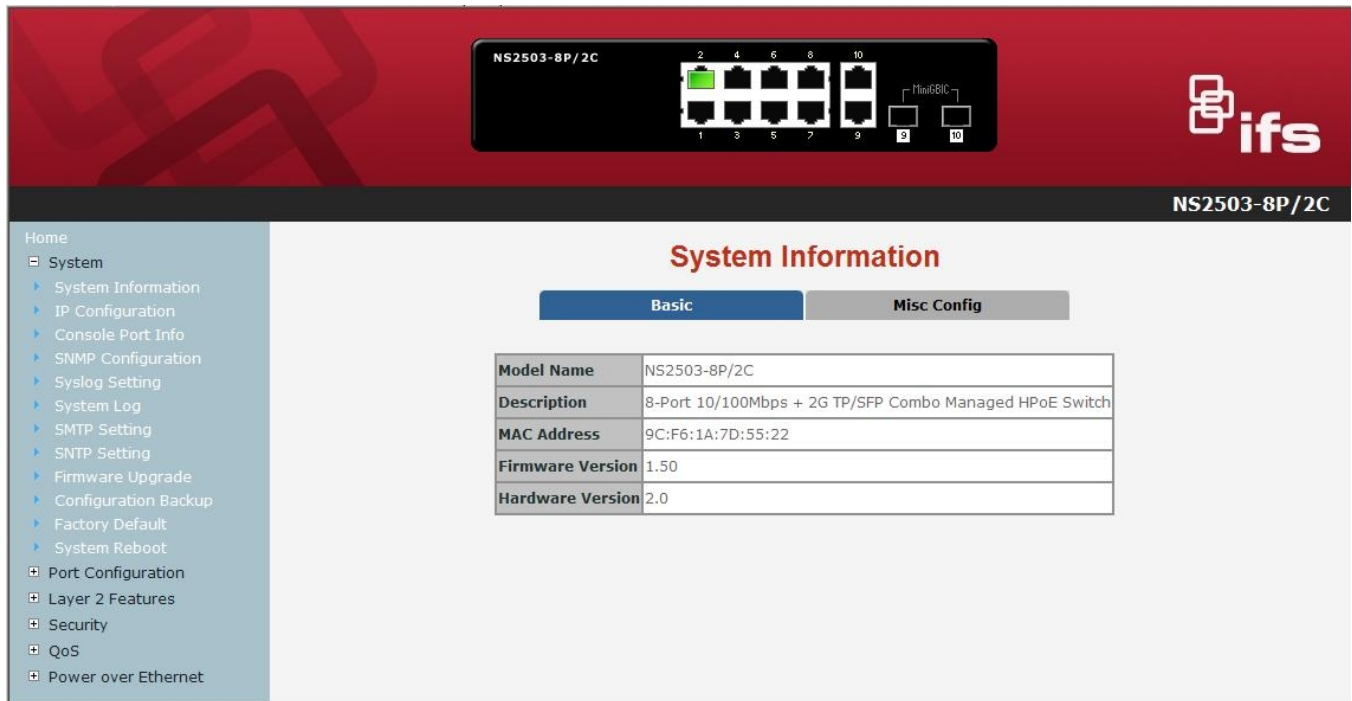 NS2503-8P/2C
2 4 6 8 10
MiniGBIC
1 3 5 7 9 9 10
ifs
NS2503-8P/2C
Home
System
System Information
IP Configuration
Console Port Info
SNMP Configuration
Syslog Setting
System Log
SMTP Setting
SNTP Setting
Firmware Upgrade
Configuration Backup
Factory Default
System Reboot
Port Configuration
Layer 2 Features
Security
QoS
Power over Ethernet
System Information
Basic Misc Config
Model Name NS2503-8P/2C
Description 8-Port 10/100Mbps + 2G TP/SFP Combo Managed HPoE Switch
MAC Address 9C:F6:1A:7D:55:22
Firmware Version 1.50
Hardware Version 2.0